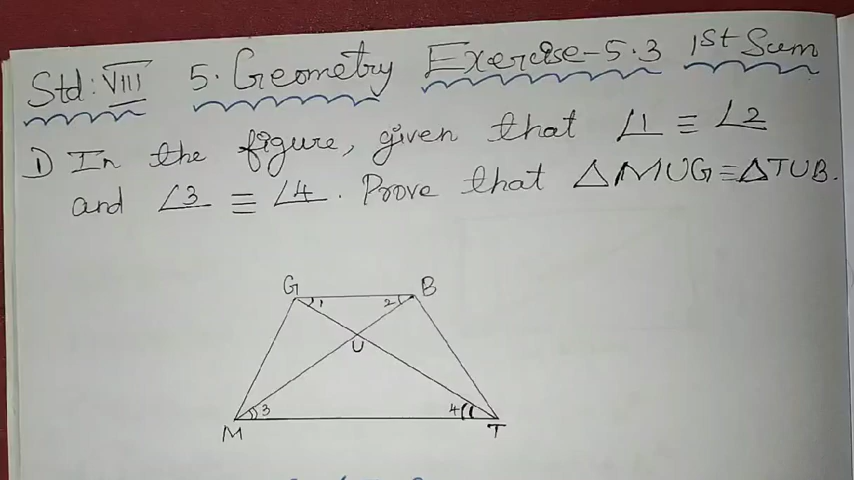 Std: VIII 5. Geometry Exercise-5.3 1st Sum
1) In the figure, given that ∠1 ≡ ∠2
and ∠3 ≡ ∠4. Prove that △MUG ≡ △TUB.
G B
1 2
U
3 4
M T